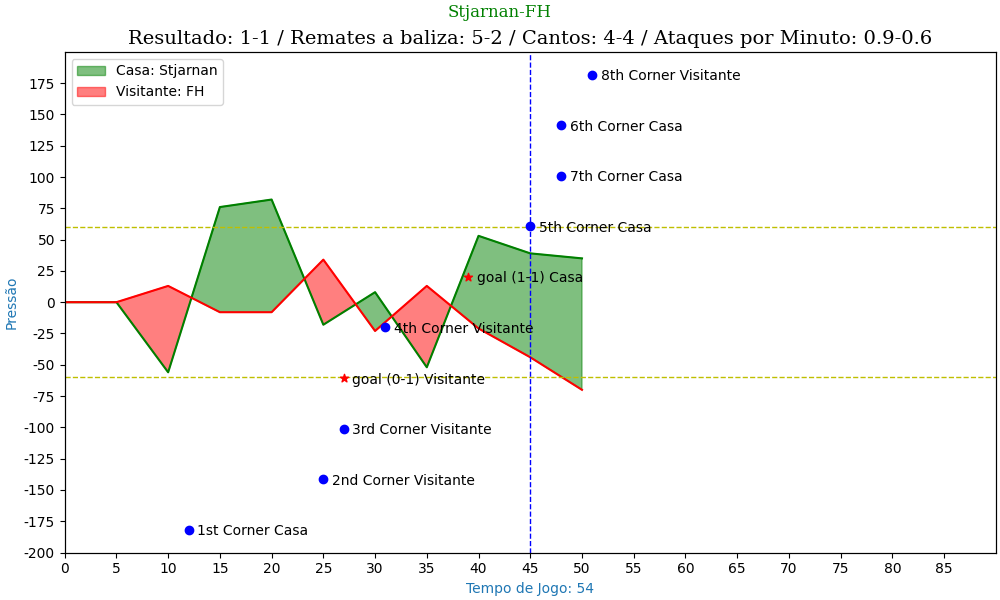 Stjarnan-FH
Resultado: 1-1 / Remates a baliza: 5-2 / Cantos: 4-4 / Ataques por Minuto: 0.9-0.6
Casa: Stjarnan
Visitante: FH
8th Corner Visitante
6th Corner Casa
7th Corner Casa
5th Corner Casa
goal (1-1) Casa
4th Corner Visitante
goal (0-1) Visitante
3rd Corner Visitante
2nd Corner Visitante
1st Corner Casa
Pressão
175
150
125
100
75
50
25
0
-25
-50
-75
-100
-125
-150
-175
-200
0 5 10 15 20 25 30 35 40 45 50 55 60 65 70 75 80 85
Tempo de Jogo: 54